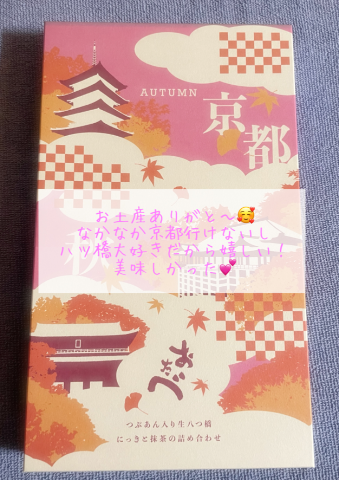 AUTUMN
京都
お土産ありがと〜🥰
なかなか京都行けないし
八ツ橋大好きだから嬉しい！
美味しかった💕
おたべ
つぶあん入り生八つ橋
にっきと抹茶の詰め合わせ